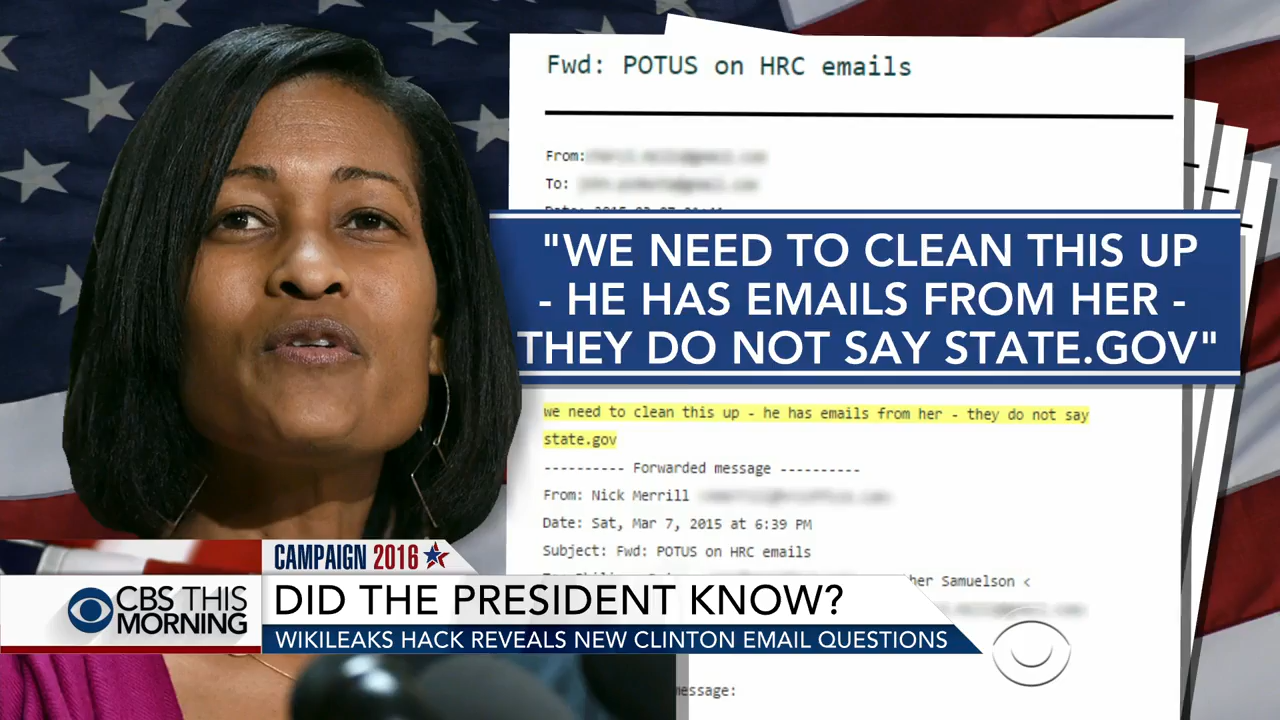 Fwd: POTUS on HRC emails
From:
To:
"WE NEED TO CLEAN THIS UP
- HE HAS EMAILS FROM HER -
THEY DO NOT SAY STATE.GOV"
we need to clean this up - he has emails from her - they do not say
state.gov
---------- Forwarded message ----------
From: Nick Merrill
Date: Sat, Mar 7, 2015 at 6:39 PM
Subject: Fwd: POTUS on HRC emails
her Samuelson <
CAMPAIGN 2016
CBS THIS
MORNING
DID THE PRESIDENT KNOW?
WIKILEAKS HACK REVEALS NEW CLINTON EMAIL QUESTIONS
message: